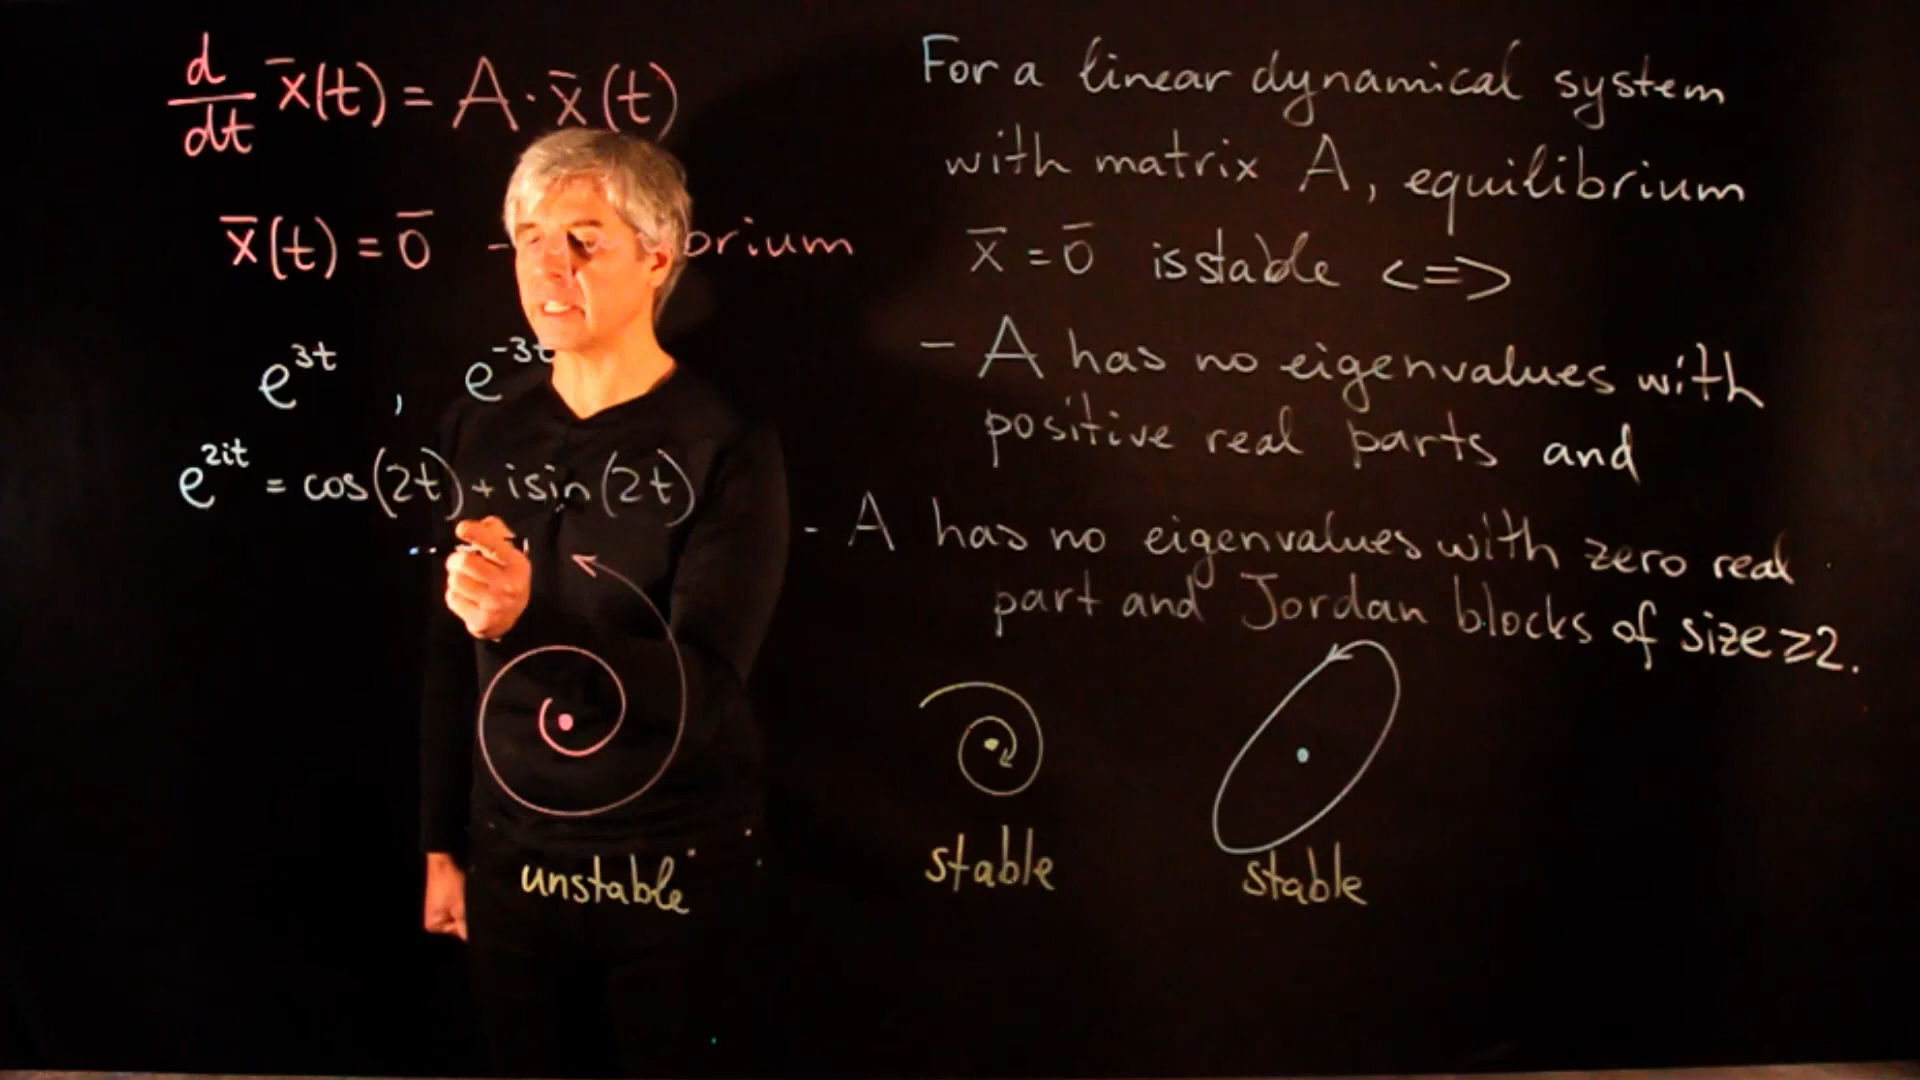 d/dt x̄(t) = A · x̄(t)
x̄(t) = 0̄ -
e^{3t} , e^{-3t}
e^{2it} = cos(2t) + i sin(2t)
unstable
For a linear dynamical system
with matrix A, equilibrium
x̄ = 0̄ is stable <=>
- A has no eigenvalues with
positive real parts and
- A has no eigenvalues with zero real
part and Jordan blocks of size ≥2.
stable
stable